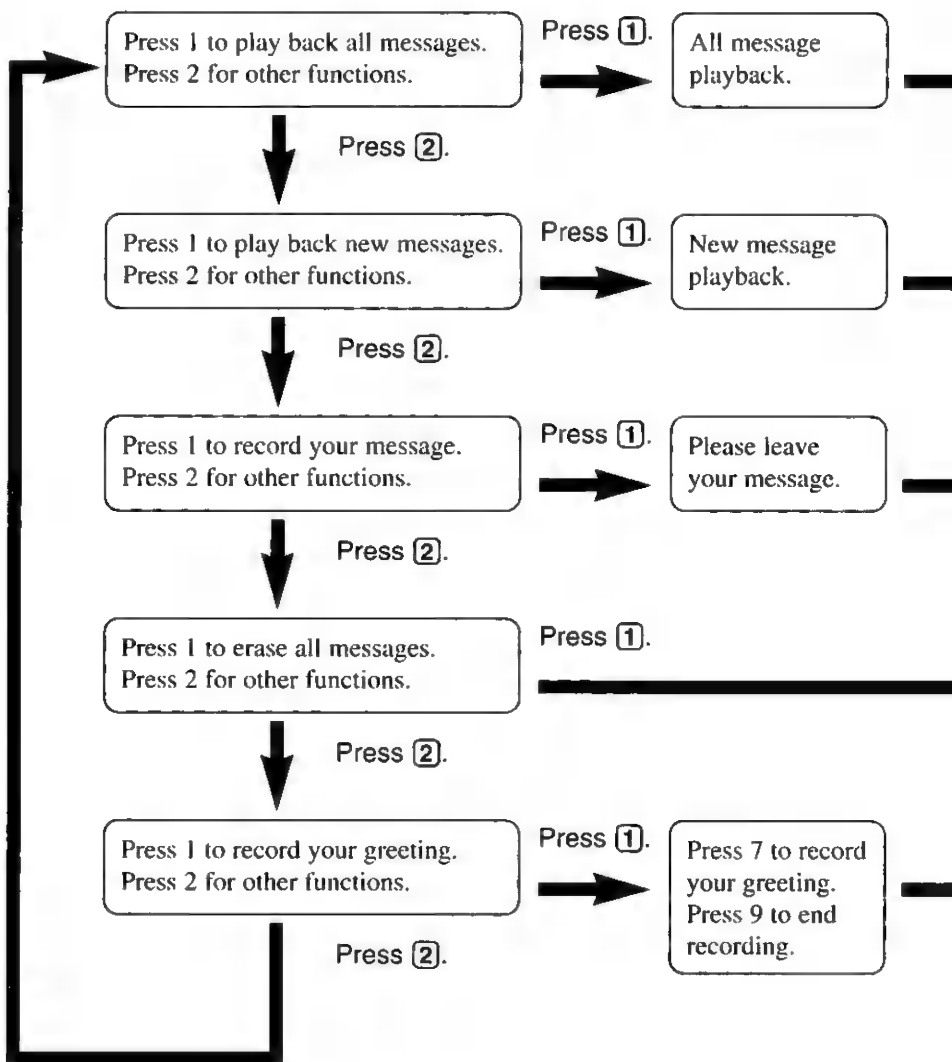 Press 1 to play back all messages.
Press 2 for other functions.
Press 1.
All message
playback.
Press 2.
Press 1 to play back new messages.
Press 2 for other functions.
Press 1.
New message
playback.
Press 2.
Press 1 to record your message.
Press 2 for other functions.
Press 1.
Please leave
your message.
Press 2.
Press 1 to erase all messages.
Press 2 for other functions.
Press 1.
Press 2.
Press 1 to record your greeting.
Press 2 for other functions.
Press 1.
Press 7 to record
your greeting.
Press 9 to end
recording.
Press 2.